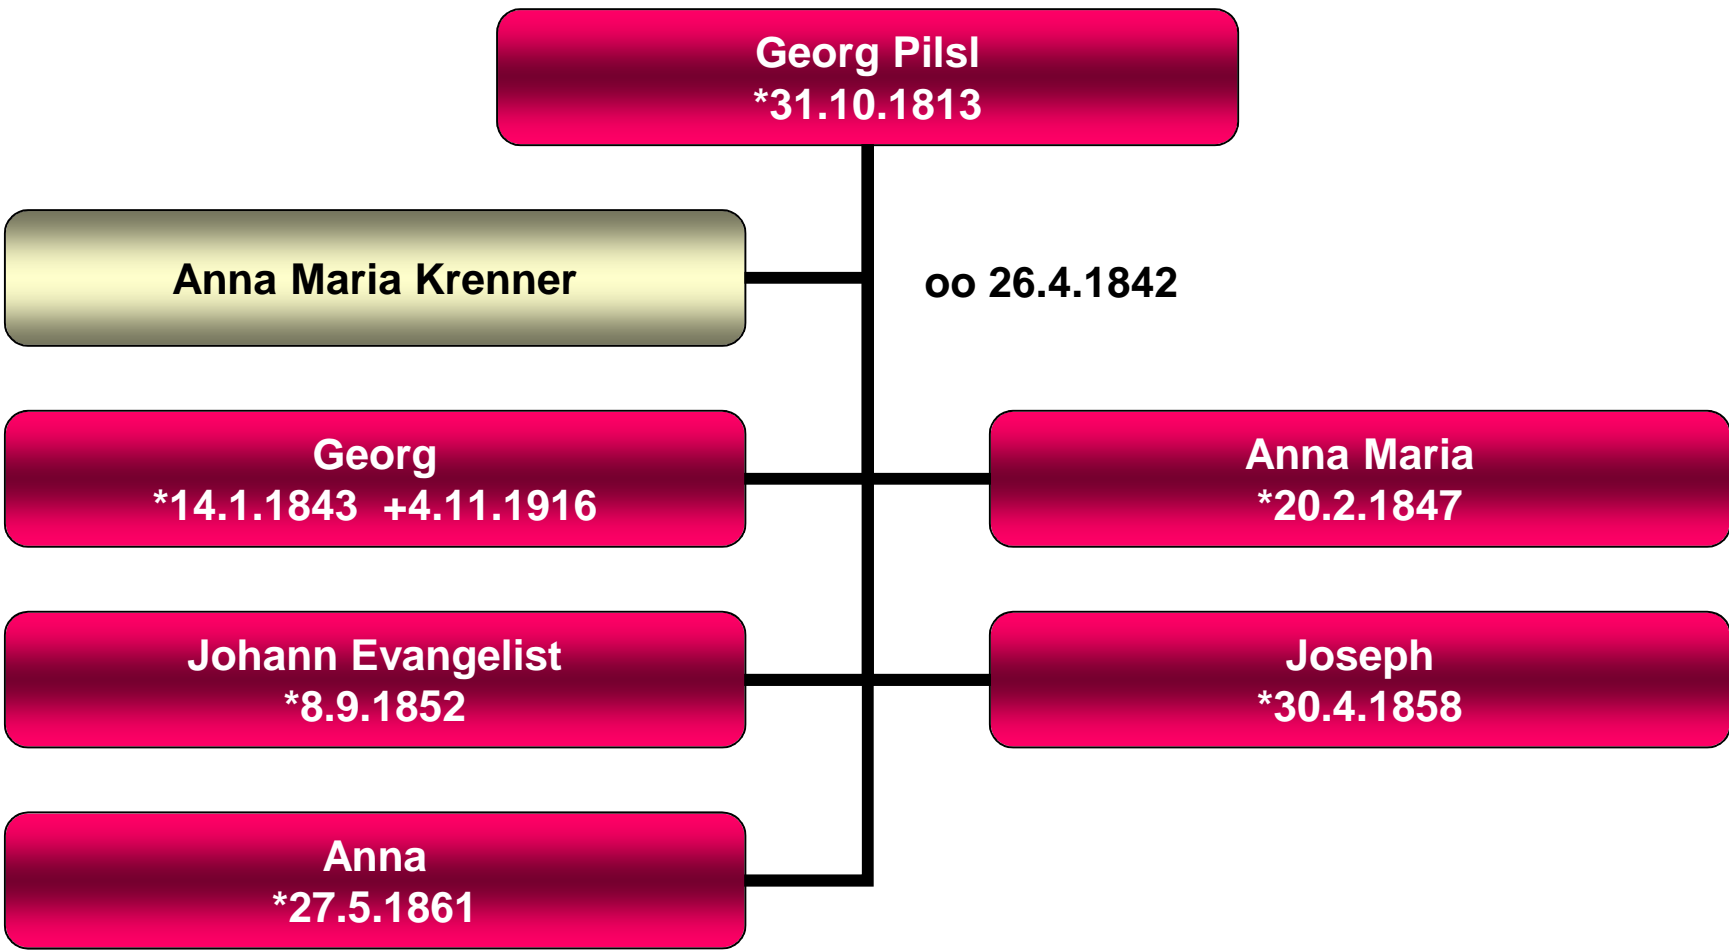 Georg Pilsl
*31.10.1813
Anna Maria Krenner
oo 26.4.1842
Georg
*14.1.1843  +4.11.1916
Anna Maria
*20.2.1847
Johann Evangelist
*8.9.1852
Joseph
*30.4.1858
Anna
*27.5.1861